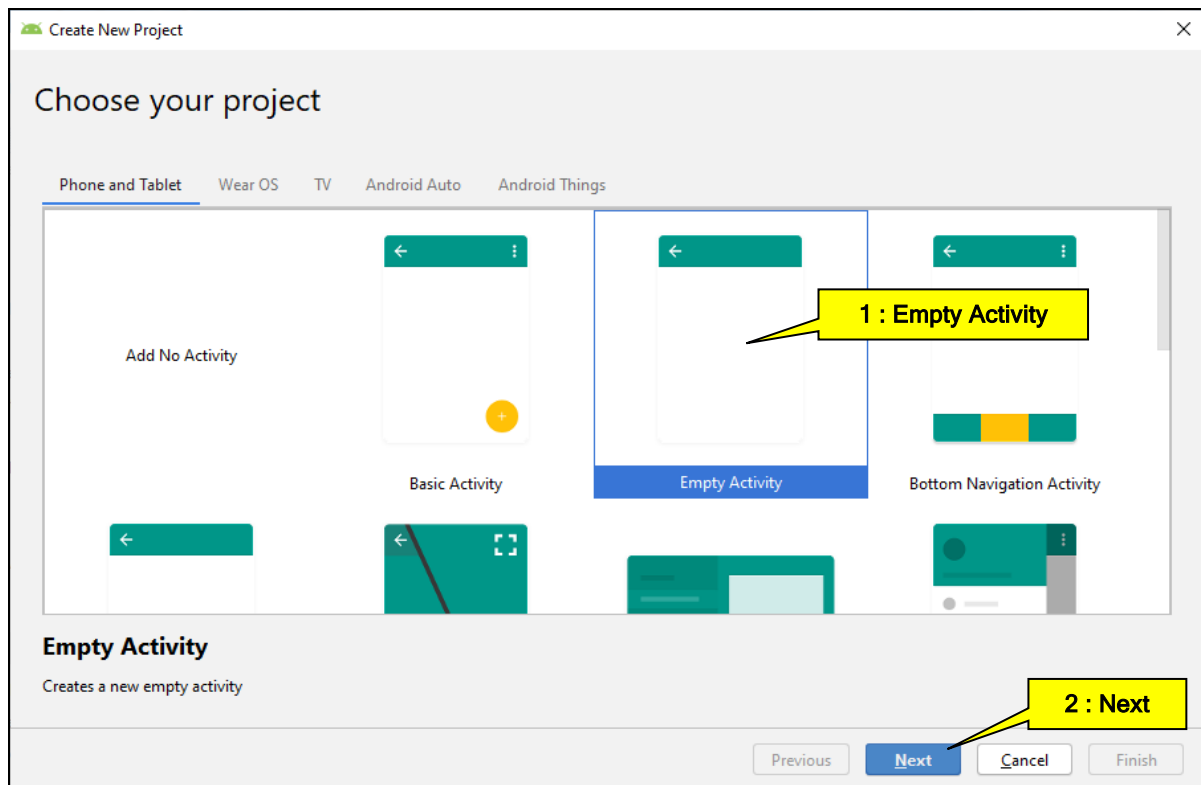 Create New Project
Choose your project
Phone and Tablet Wear OS TV Android Auto Android Things
Add No Activity
1 : Empty Activity
Basic Activity Empty Activity Bottom Navigation Activity
Empty Activity
Creates a new empty activity
2 : Next
Previous Next Cancel Finish